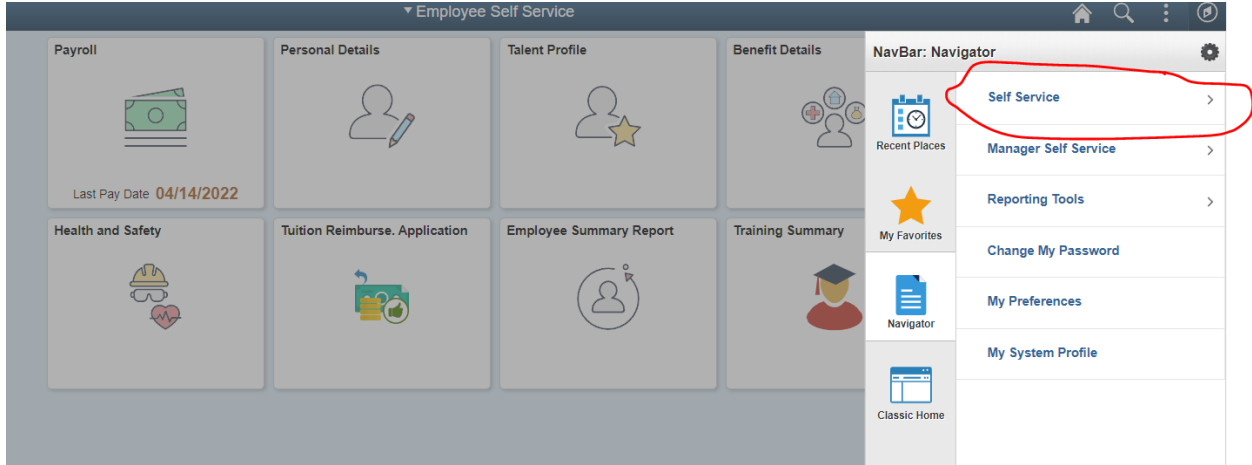 Employee Self Service
Payroll
Last Pay Date 04/14/2022
Personal Details
Talent Profile
Benefit Details
Health and Safety
Tuition Reimburse. Application
Employee Summary Report
Training Summary
NavBar: Navigator
Recent Places
My Favorites
Navigator
Classic Home
Self Service
Manager Self Service
Reporting Tools
Change My Password
My Preferences
My System Profile